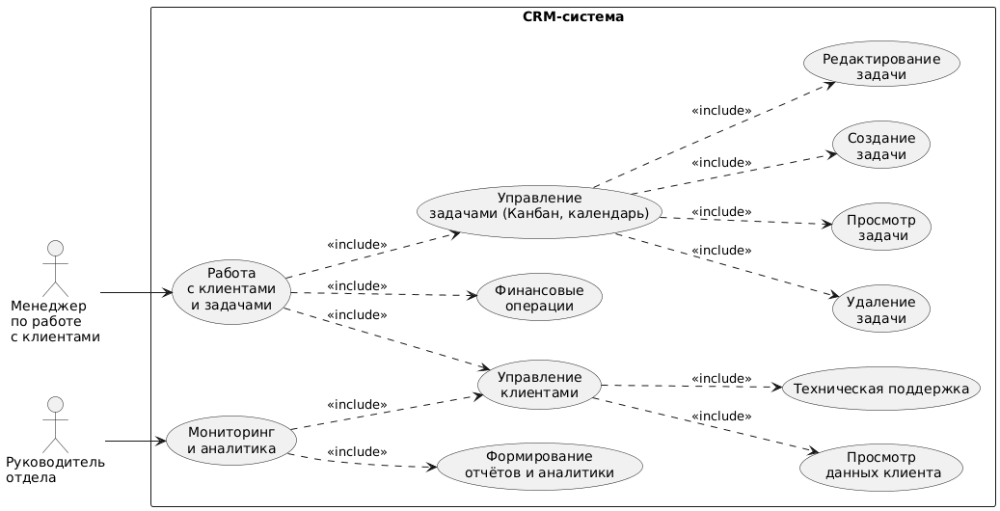 CRM-система
Редактирование
задачи
«include»
Создание
задачи
«include»
Управление
задачами (Канбан, календарь)
«include»
Просмотр
задачи
«include»
«include»
Работа
с клиентами
и задачами
«include»
Финансовые
операции
Удаление
задачи
Менеджер
по работе
с клиентами
«include»
Управление
клиентами
«include»
Техническая поддержка
«include»
«include»
Мониторинг
и аналитика
«include»
Формирование
отчётов и аналитики
Просмотр
данных клиента
Руководитель
отдела